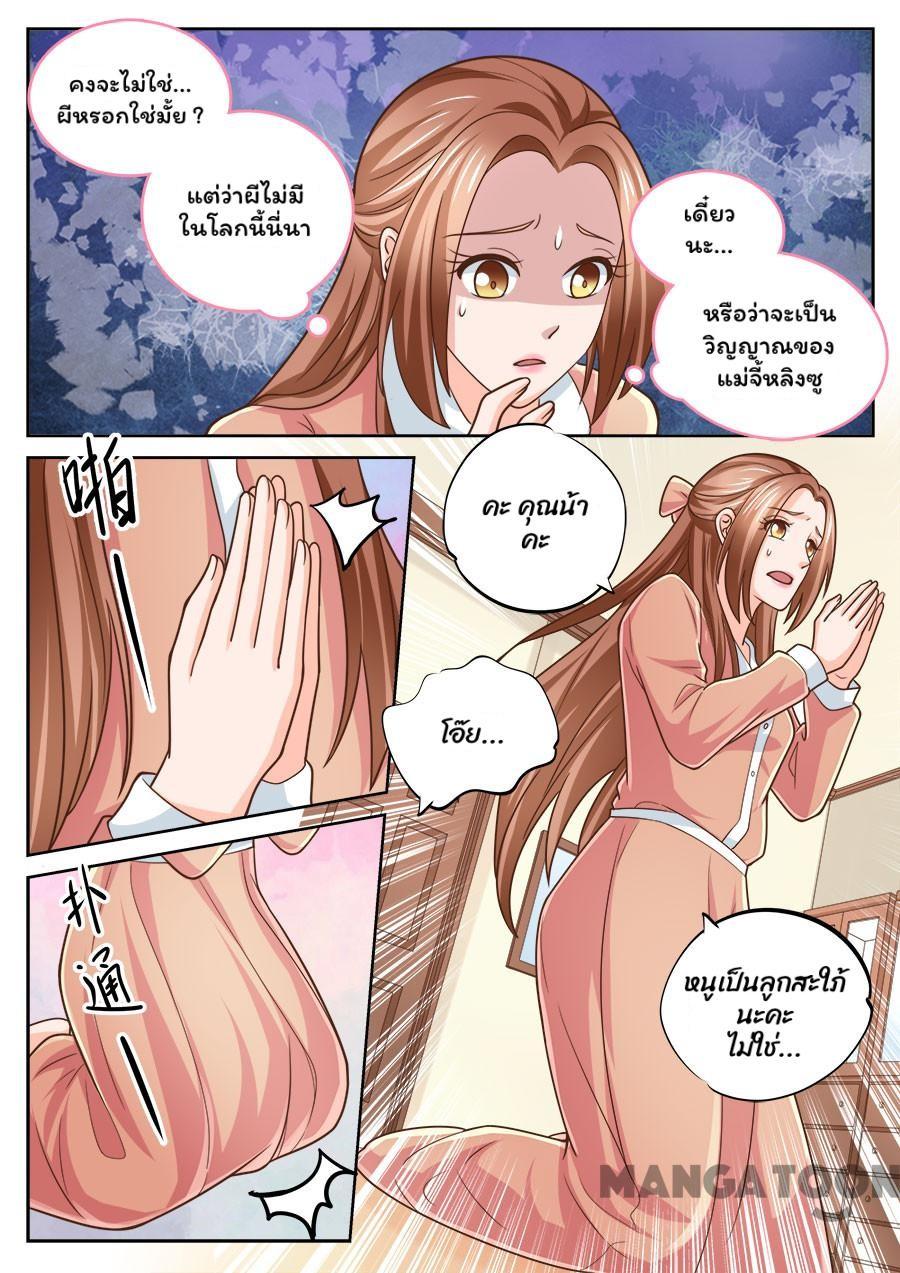 คงจะไม่ใช่...
ผีหรอกใช่มั้ย ?
แต่ว่าผีไม่มี
ในโลกนี้นี่นา
เดี๋ยว
นะ...
หรือว่าจะเป็น
วิญญาณของ
แม่จี้หลิงซู
啪
คะ คุณน้า
คะ
โอ๊ย...
扑
通
หนูเป็นลูกสะใภ้
นะคะ
ไม่ใช่...
MANGATOON